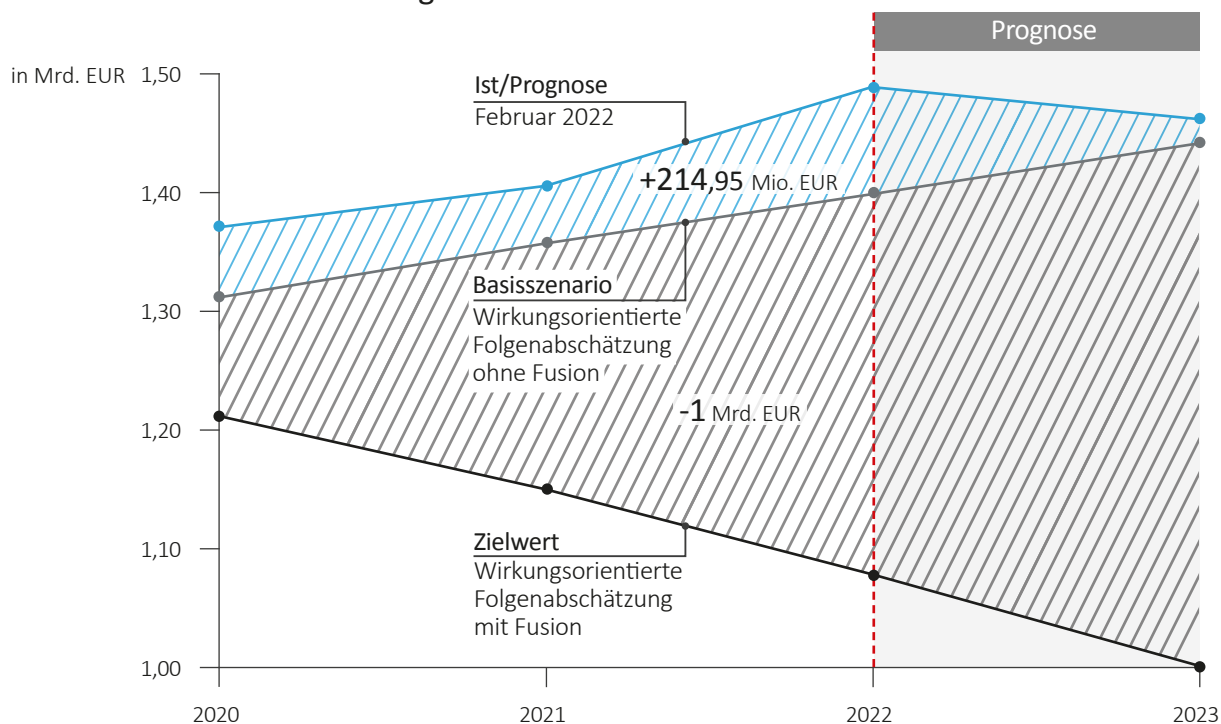 Prognose
in Mrd. EUR
1,50
Ist/Prognose
Februar 2022
+214,95 Mio. EUR
1,40
Basisszenario
1,30
Wirkungsorientierte
Folgenabschätzung
ohne Fusion
-1 Mrd. EUR
1,20
Zielwert
1,10
Wirkungsorientierte
Folgenabschätzung
mit Fusion
1,00
2020
2021
2022
2023